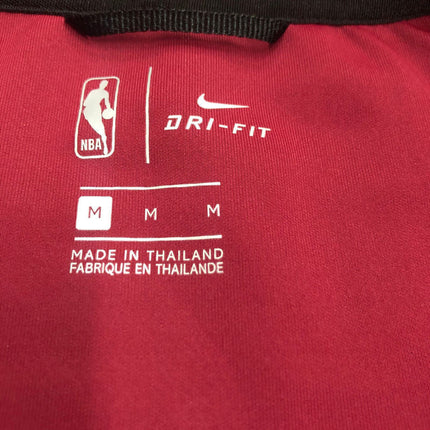 NBA
DRI-FIT
M M M
MADE IN THAILAND
FABRIQUE EN THAILANDE